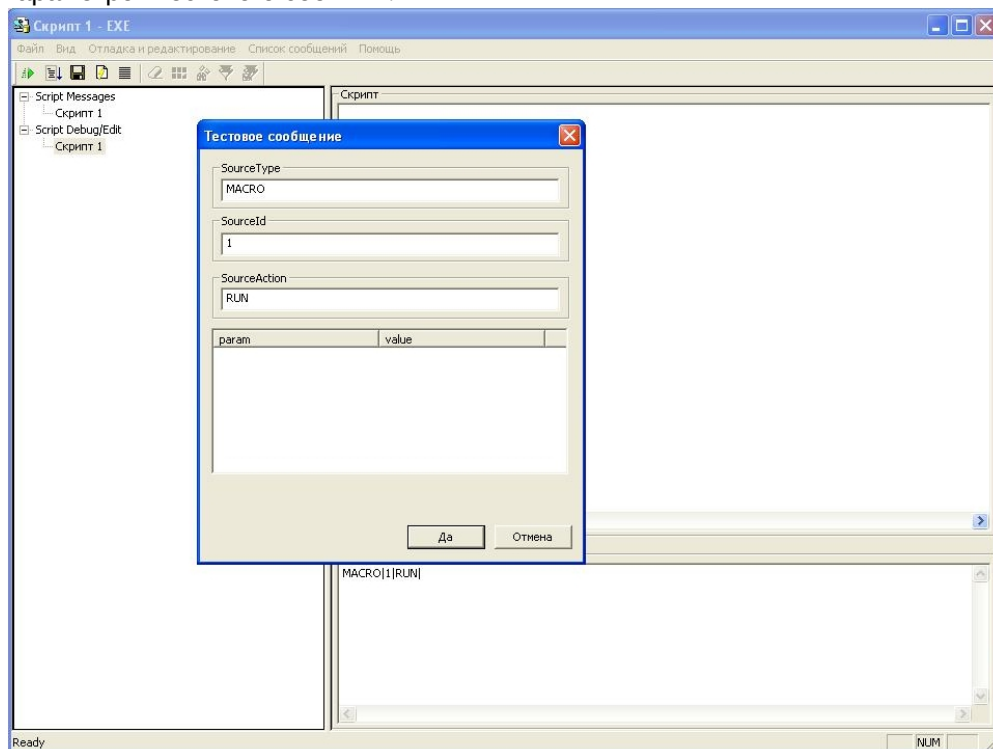 Скрипт 1 - EXE
Файл Вид Отладка и редактирование Список сообщений Помощь
Script Messages
Скрипт 1
Script Debug/Edit
Скрипт 1
Скрипт
Тестовое сообщение
SourceType
MACRO
SourceId
1
SourceAction
RUN
param value
Да Отмена
MACRO|1|RUN|
Ready NUM